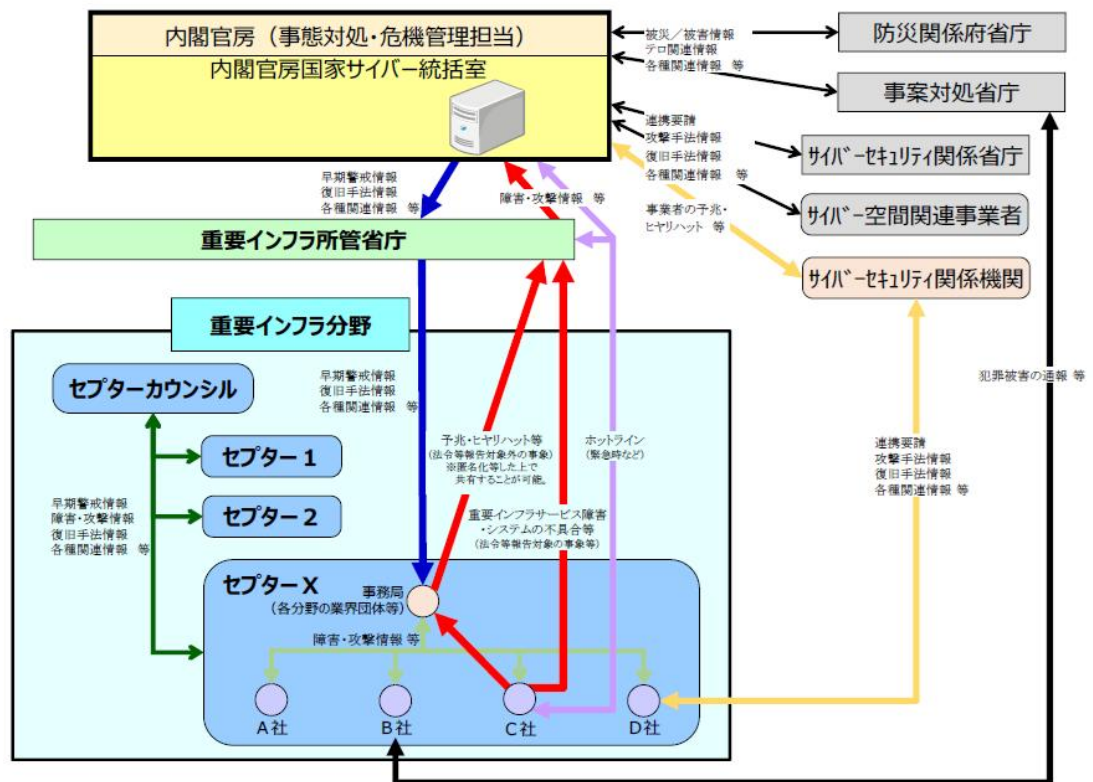 内閣官房（事態対処・危機管理担当）
内閣官房国家サイバー統括室
被災／被害情報
テロ関連情報
各種関連情報 等
防災関係府省庁
事案対処省庁
連携要請
攻撃手法情報
復旧手法情報
各種関連情報 等
サイバーセキュリティ関係省庁
サイバー空間関連事業者
事業者の予兆・
ヒヤリハット 等
サイバーセキュリティ関係機関
早期警戒情報
復旧手法情報
各種関連情報 等
障害・攻撃情報 等
重要インフラ所管省庁
重要インフラ分野
セプターカウンシル
セプター１
セプター２
早期警戒情報
障害・攻撃情報
復旧手法情報
各種関連情報 等
早期警戒情報
復旧手法情報
各種関連情報 等
予兆・ヒヤリハット等
（法令等報告対象外の事象）
※匿名化等した上で
共有することが可能。
ホットライン
（緊急時など）
重要インフラサービス障害
・システムの不具合等
（法令等報告対象の事象等）
犯罪被害の通報 等
連携要請
攻撃手法情報
復旧手法情報
各種関連情報 等
セプターX
事務局
（各分野の業界団体等）
障害・攻撃情報 等
A社
B社
C社
D社